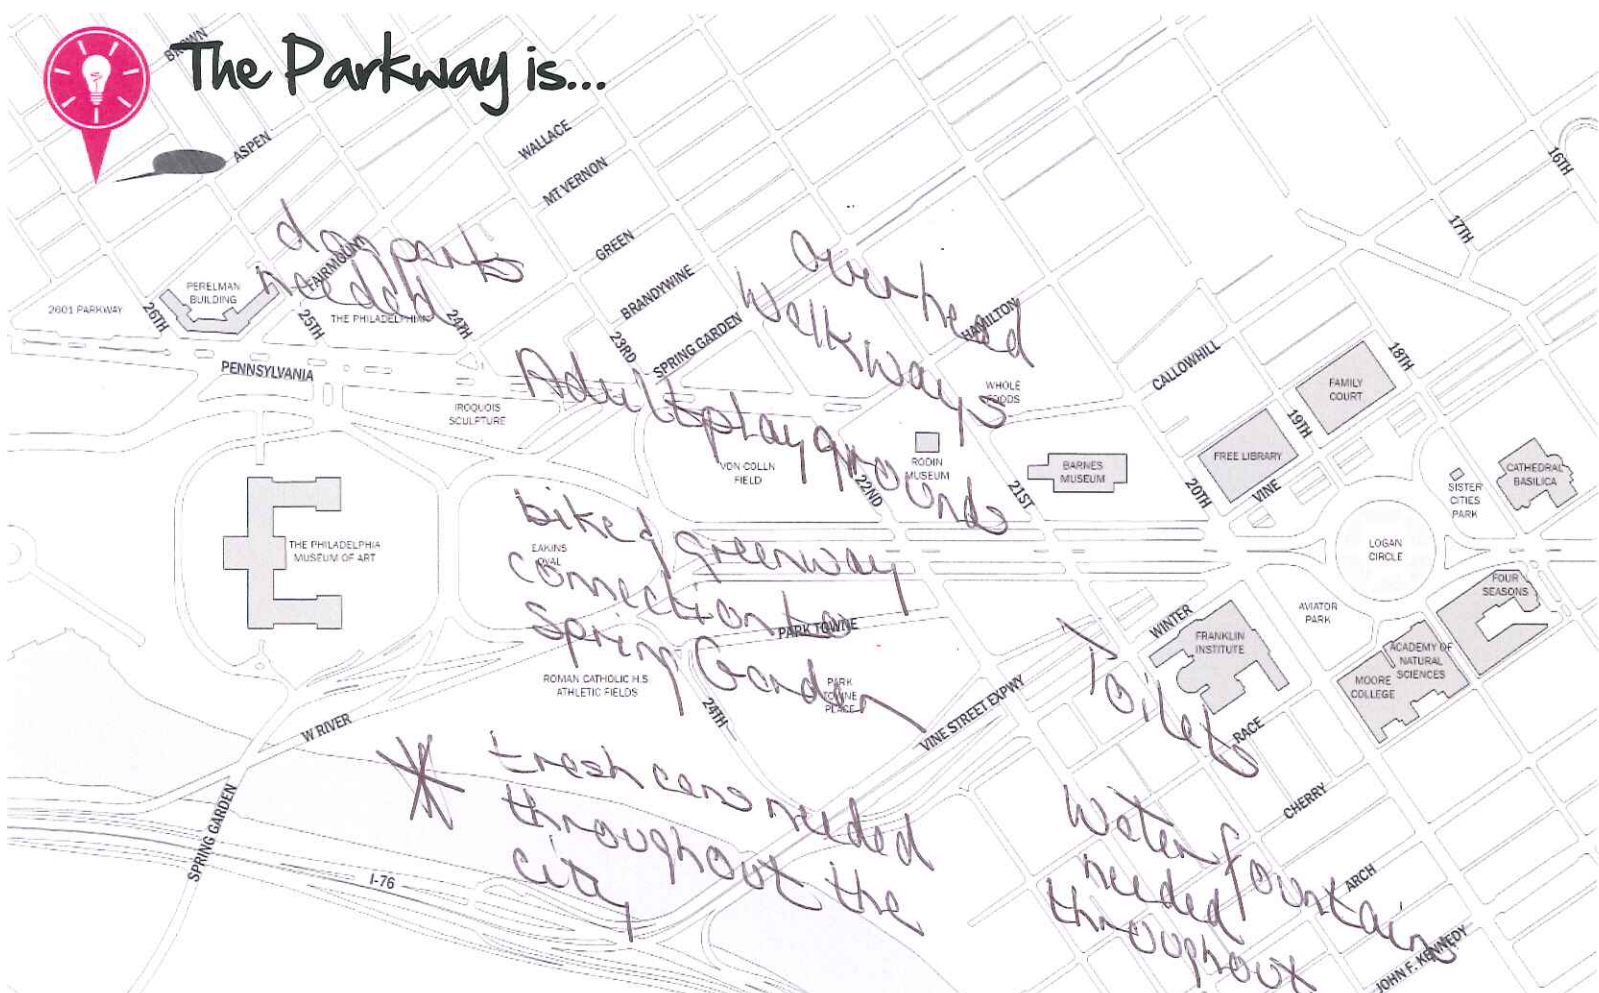 The Parkway is...
BROWN
ASPEN
WALLACE
MT VERNON
GREEN
BRANDYWINE
SPRING GARDEN
HAMILTON
CALLOWHILL
16TH
17TH
18TH
19TH
20TH
21ST
22ND
23RD
24TH
25TH
26TH
FAIRMOUNT
2601 PARKWAY
PERELMAN
BUILDING
THE PHILADELPHIAN
PENNSYLVANIA
IROQUOIS
SCULPTURE
VON COLLN
FIELD
WHOLE
FOODS
RODIN
MUSEUM
BARNES
MUSEUM
FREE LIBRARY
FAMILY
COURT
VINE
SISTER
CITIES
PARK
CATHEDRAL
BASILICA
LOGAN
CIRCLE
FOUR
SEASONS
AVIATOR
PARK
ACADEMY OF
NATURAL
SCIENCES
MOORE
COLLEGE
FRANKLIN
INSTITUTE
WINTER
THE PHILADELPHIA
MUSEUM OF ART
EAKINS
OVAL
PARK TOWNE
PARK
TOWNE
PLACE
ROMAN CATHOLIC H.S.
ATHLETIC FIELDS
24TH
VINE STREET EXPWY
W RIVER
SPRING GARDEN
I-76
RACE
CHERRY
ARCH
JOHN F. KENNEDY
dog parks
needed
overhead
Walkways
Adult playgrounds
greenway
connection to
Spring Garden
Toilets
* trash cans needed
throughout the
city
Water fountains
needed
throughout